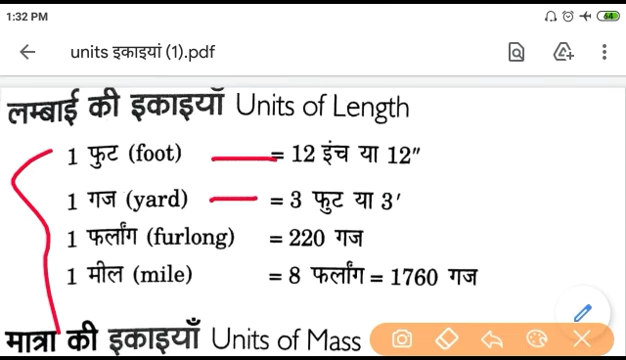 1:32 PM 64
units इकाइयां (1).pdf
लम्बाई की इकाइयाँ Units of Length
1 फुट (foot) = 12 इंच या 12″
1 गज (yard) = 3 फुट या 3′
1 फर्लांग (furlong) = 220 गज
1 मील (mile) = 8 फर्लांग = 1760 गज
मात्रा की इकाइयाँ Units of Mass